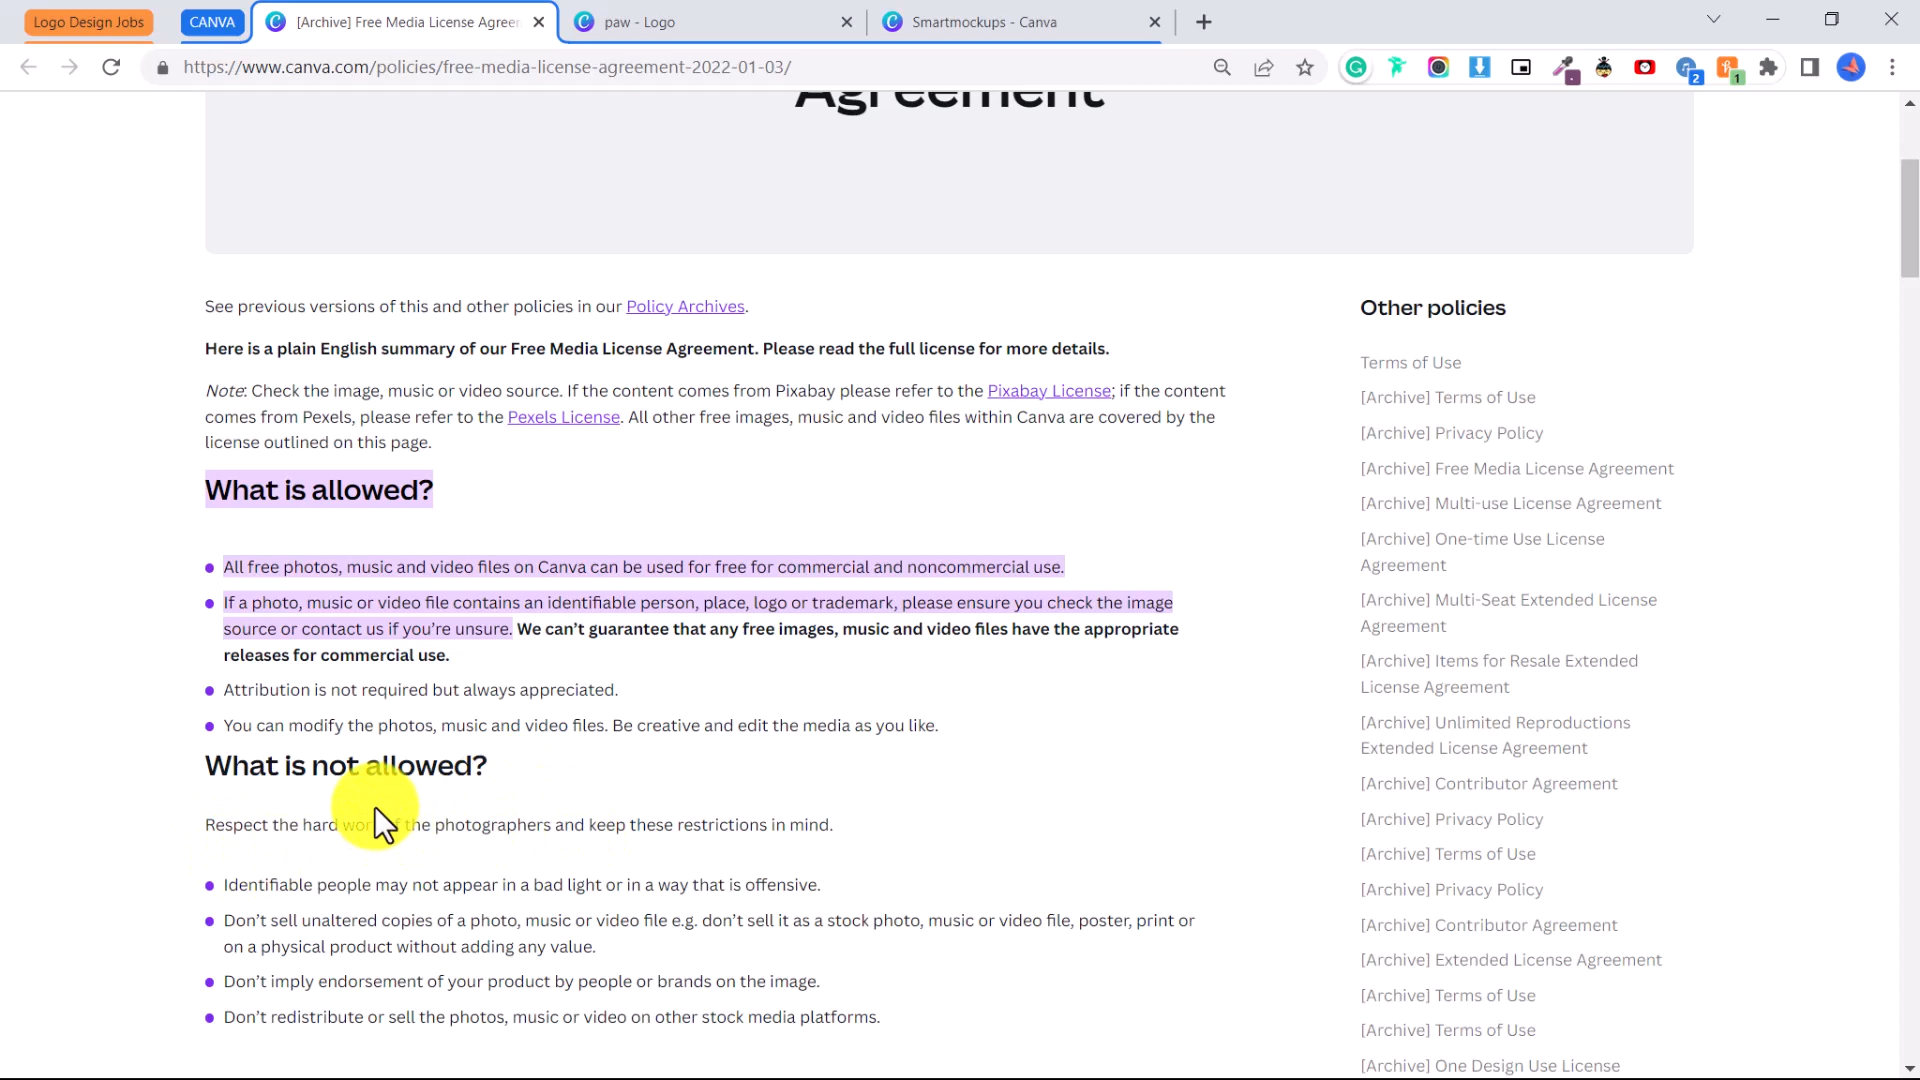 Logo Design Jobs
CANVA
[Archive] Free Media License Agreer
paw - Logo
Smartmockups - Canva
https://www.canva.com/policies/free-media-license-agreement-2022-01-03/
2
1
Agreement
See previous versions of this and other policies in our Policy Archives.
Here is a plain English summary of our Free Media License Agreement. Please read the full license for more details.
Note: Check the image, music or video source. If the content comes from Pixabay please refer to the Pixabay License; if the content
comes from Pexels, please refer to the Pexels License. All other free images, music and video files within Canva are covered by the
license outlined on this page.
What is allowed?
All free photos, music and video files on Canva can be used for free for commercial and noncommercial use.
If a photo, music or video file contains an identifiable person, place, logo or trademark, please ensure you check the image
source or contact us if you're unsure. We can't guarantee that any free images, music and video files have the appropriate
releases for commercial use.
Attribution is not required but always appreciated.
You can modify the photos, music and video files. Be creative and edit the media as you like.
What is not allowed?
Respect the hard work of the photographers and keep these restrictions in mind.
Identifiable people may not appear in a bad light or in a way that is offensive.
Don't sell unaltered copies of a photo, music or video file e.g. don't sell it as a stock photo, music or video file, poster, print or
on a physical product without adding any value.
Don't imply endorsement of your product by people or brands on the image.
Don't redistribute or sell the photos, music or video on other stock media platforms.
Other policies
Terms of Use
[Archive] Terms of Use
[Archive] Privacy Policy
[Archive] Free Media License Agreement
[Archive] Multi-use License Agreement
[Archive] One-time Use License
Agreement
[Archive] Multi-Seat Extended License
Agreement
[Archive] Items for Resale Extended
License Agreement
[Archive] Unlimited Reproductions
Extended License Agreement
[Archive] Contributor Agreement
[Archive] Privacy Policy
[Archive] Terms of Use
[Archive] Privacy Policy
[Archive] Contributor Agreement
[Archive] Extended License Agreement
[Archive] Terms of Use
[Archive] Terms of Use
[Archive] One Design Use License